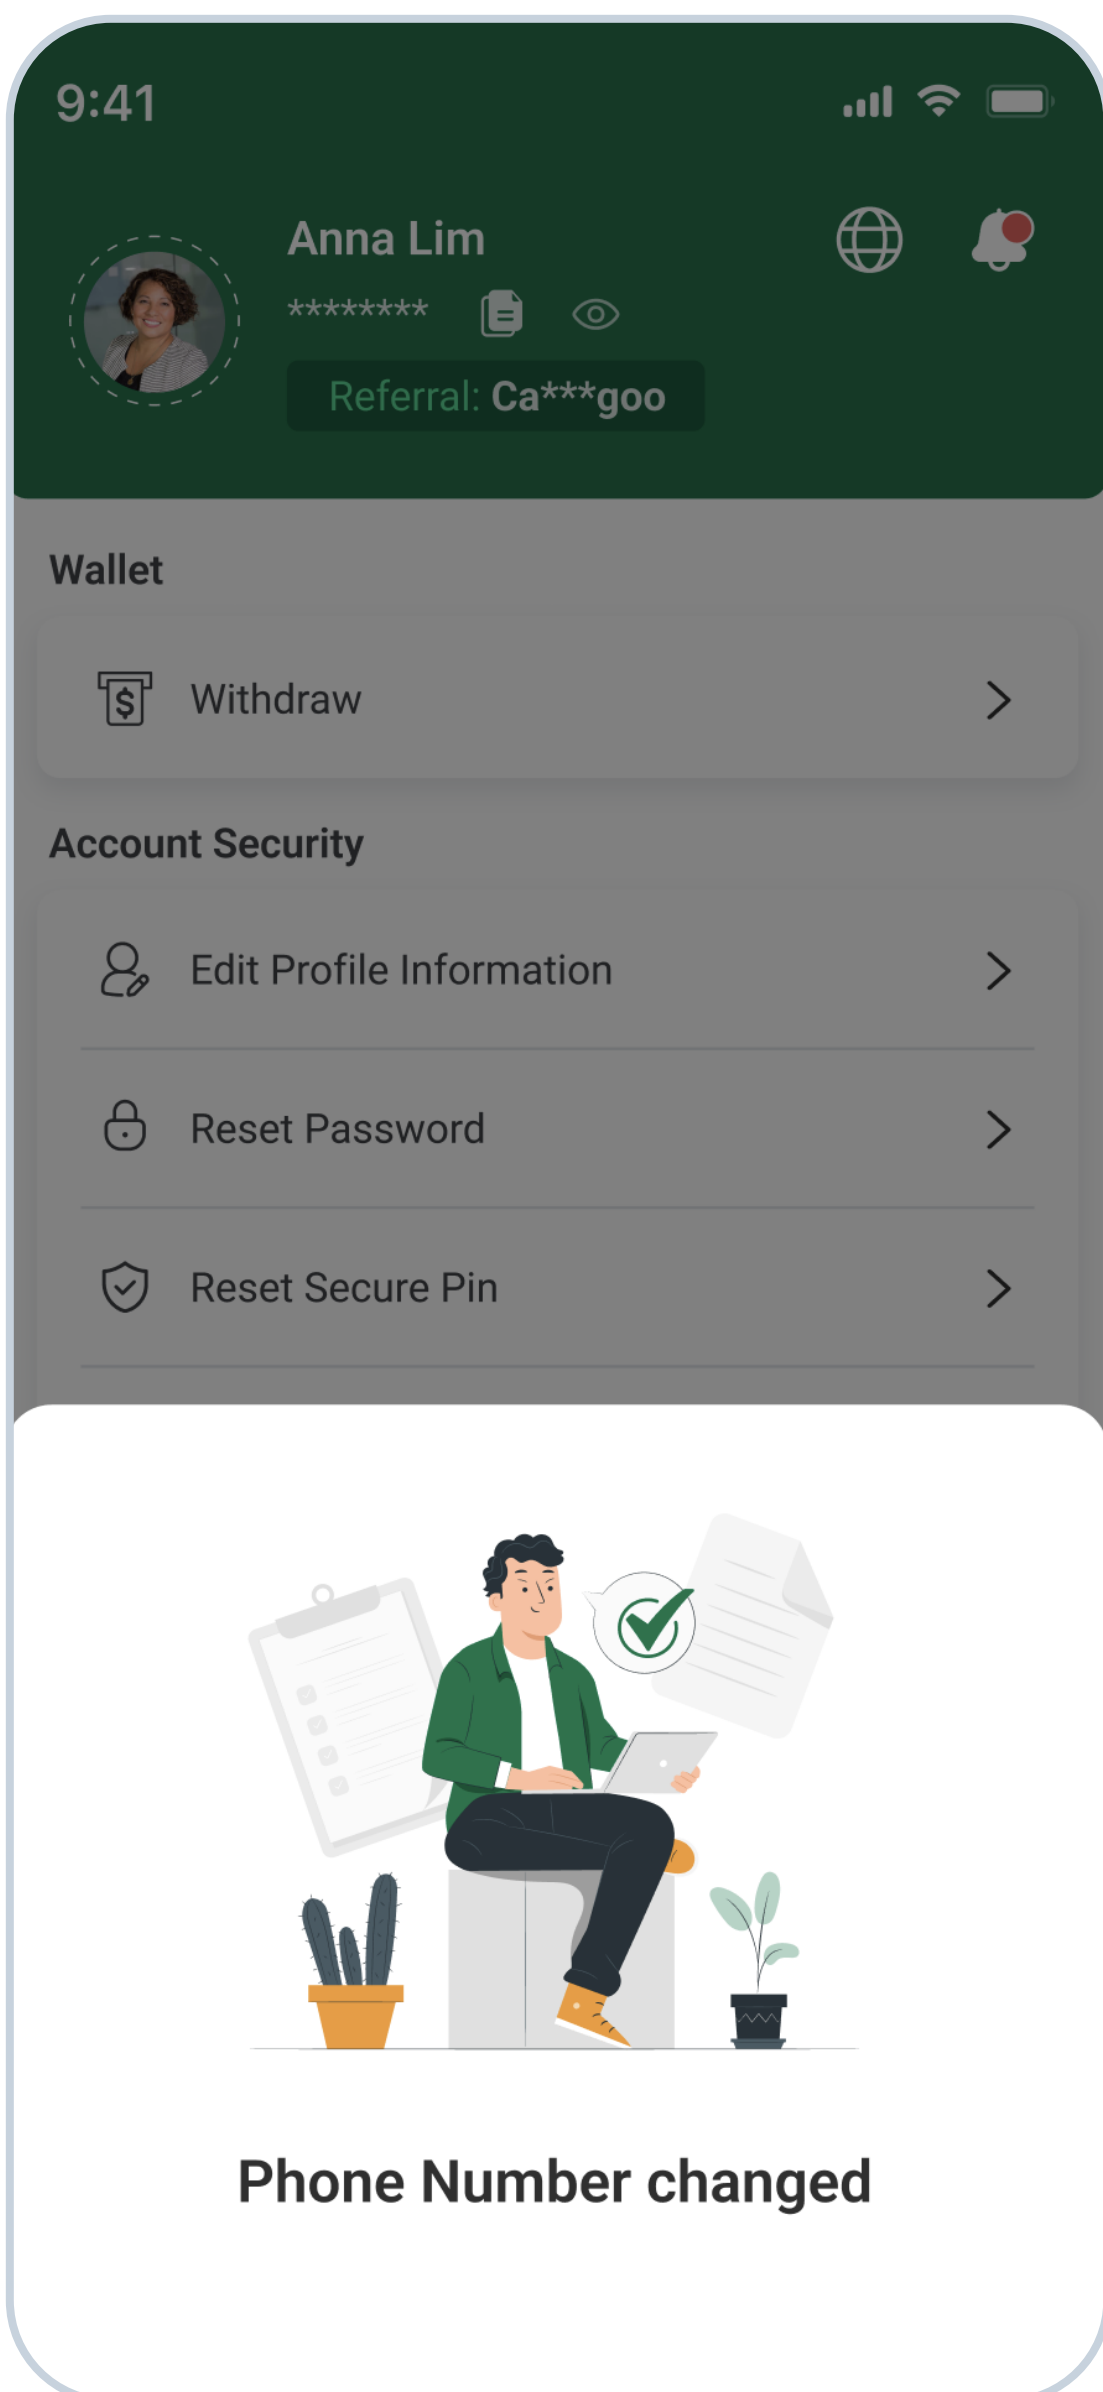 9:41
Anna Lim
********
Referral: Ca***goo
Wallet
Withdraw
Account Security
Edit Profile Information
Reset Password
Reset Secure Pin
Phone Number changed